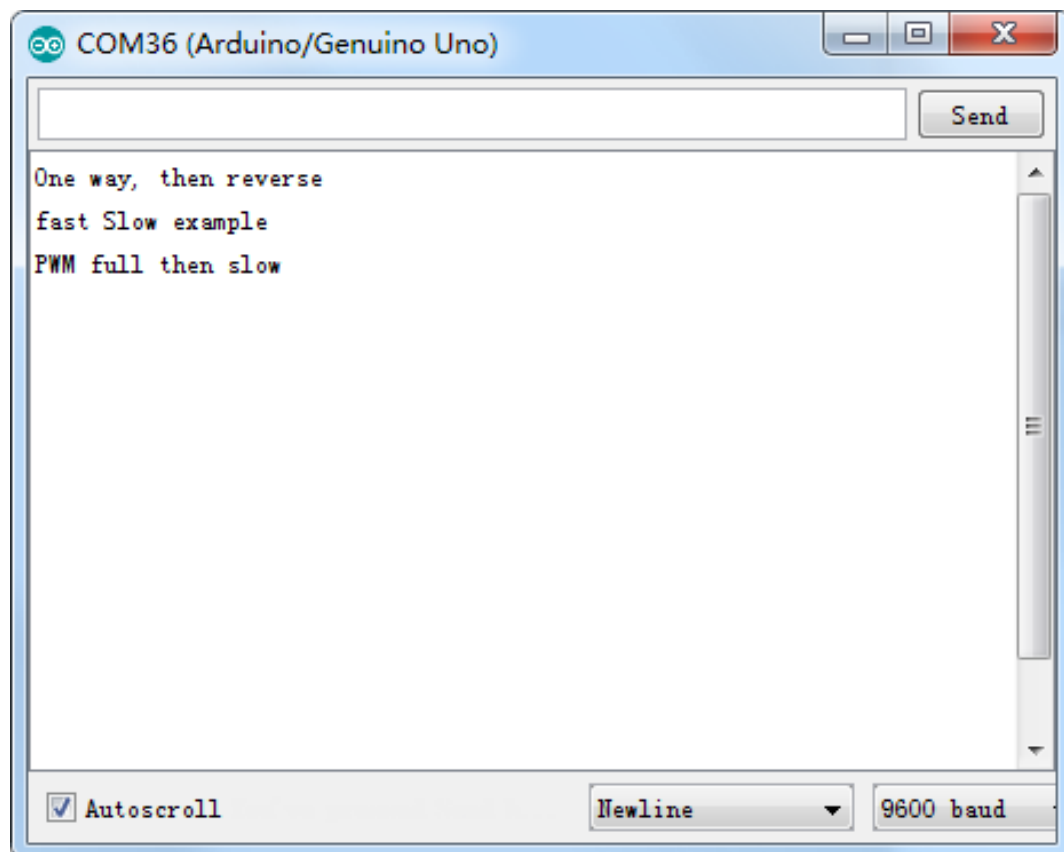 COM36 (Arduino/Genuino Uno)
Send
One way, then reverse
fast Slow example
PWM full then slow
Autoscroll
Newline
9600 baud